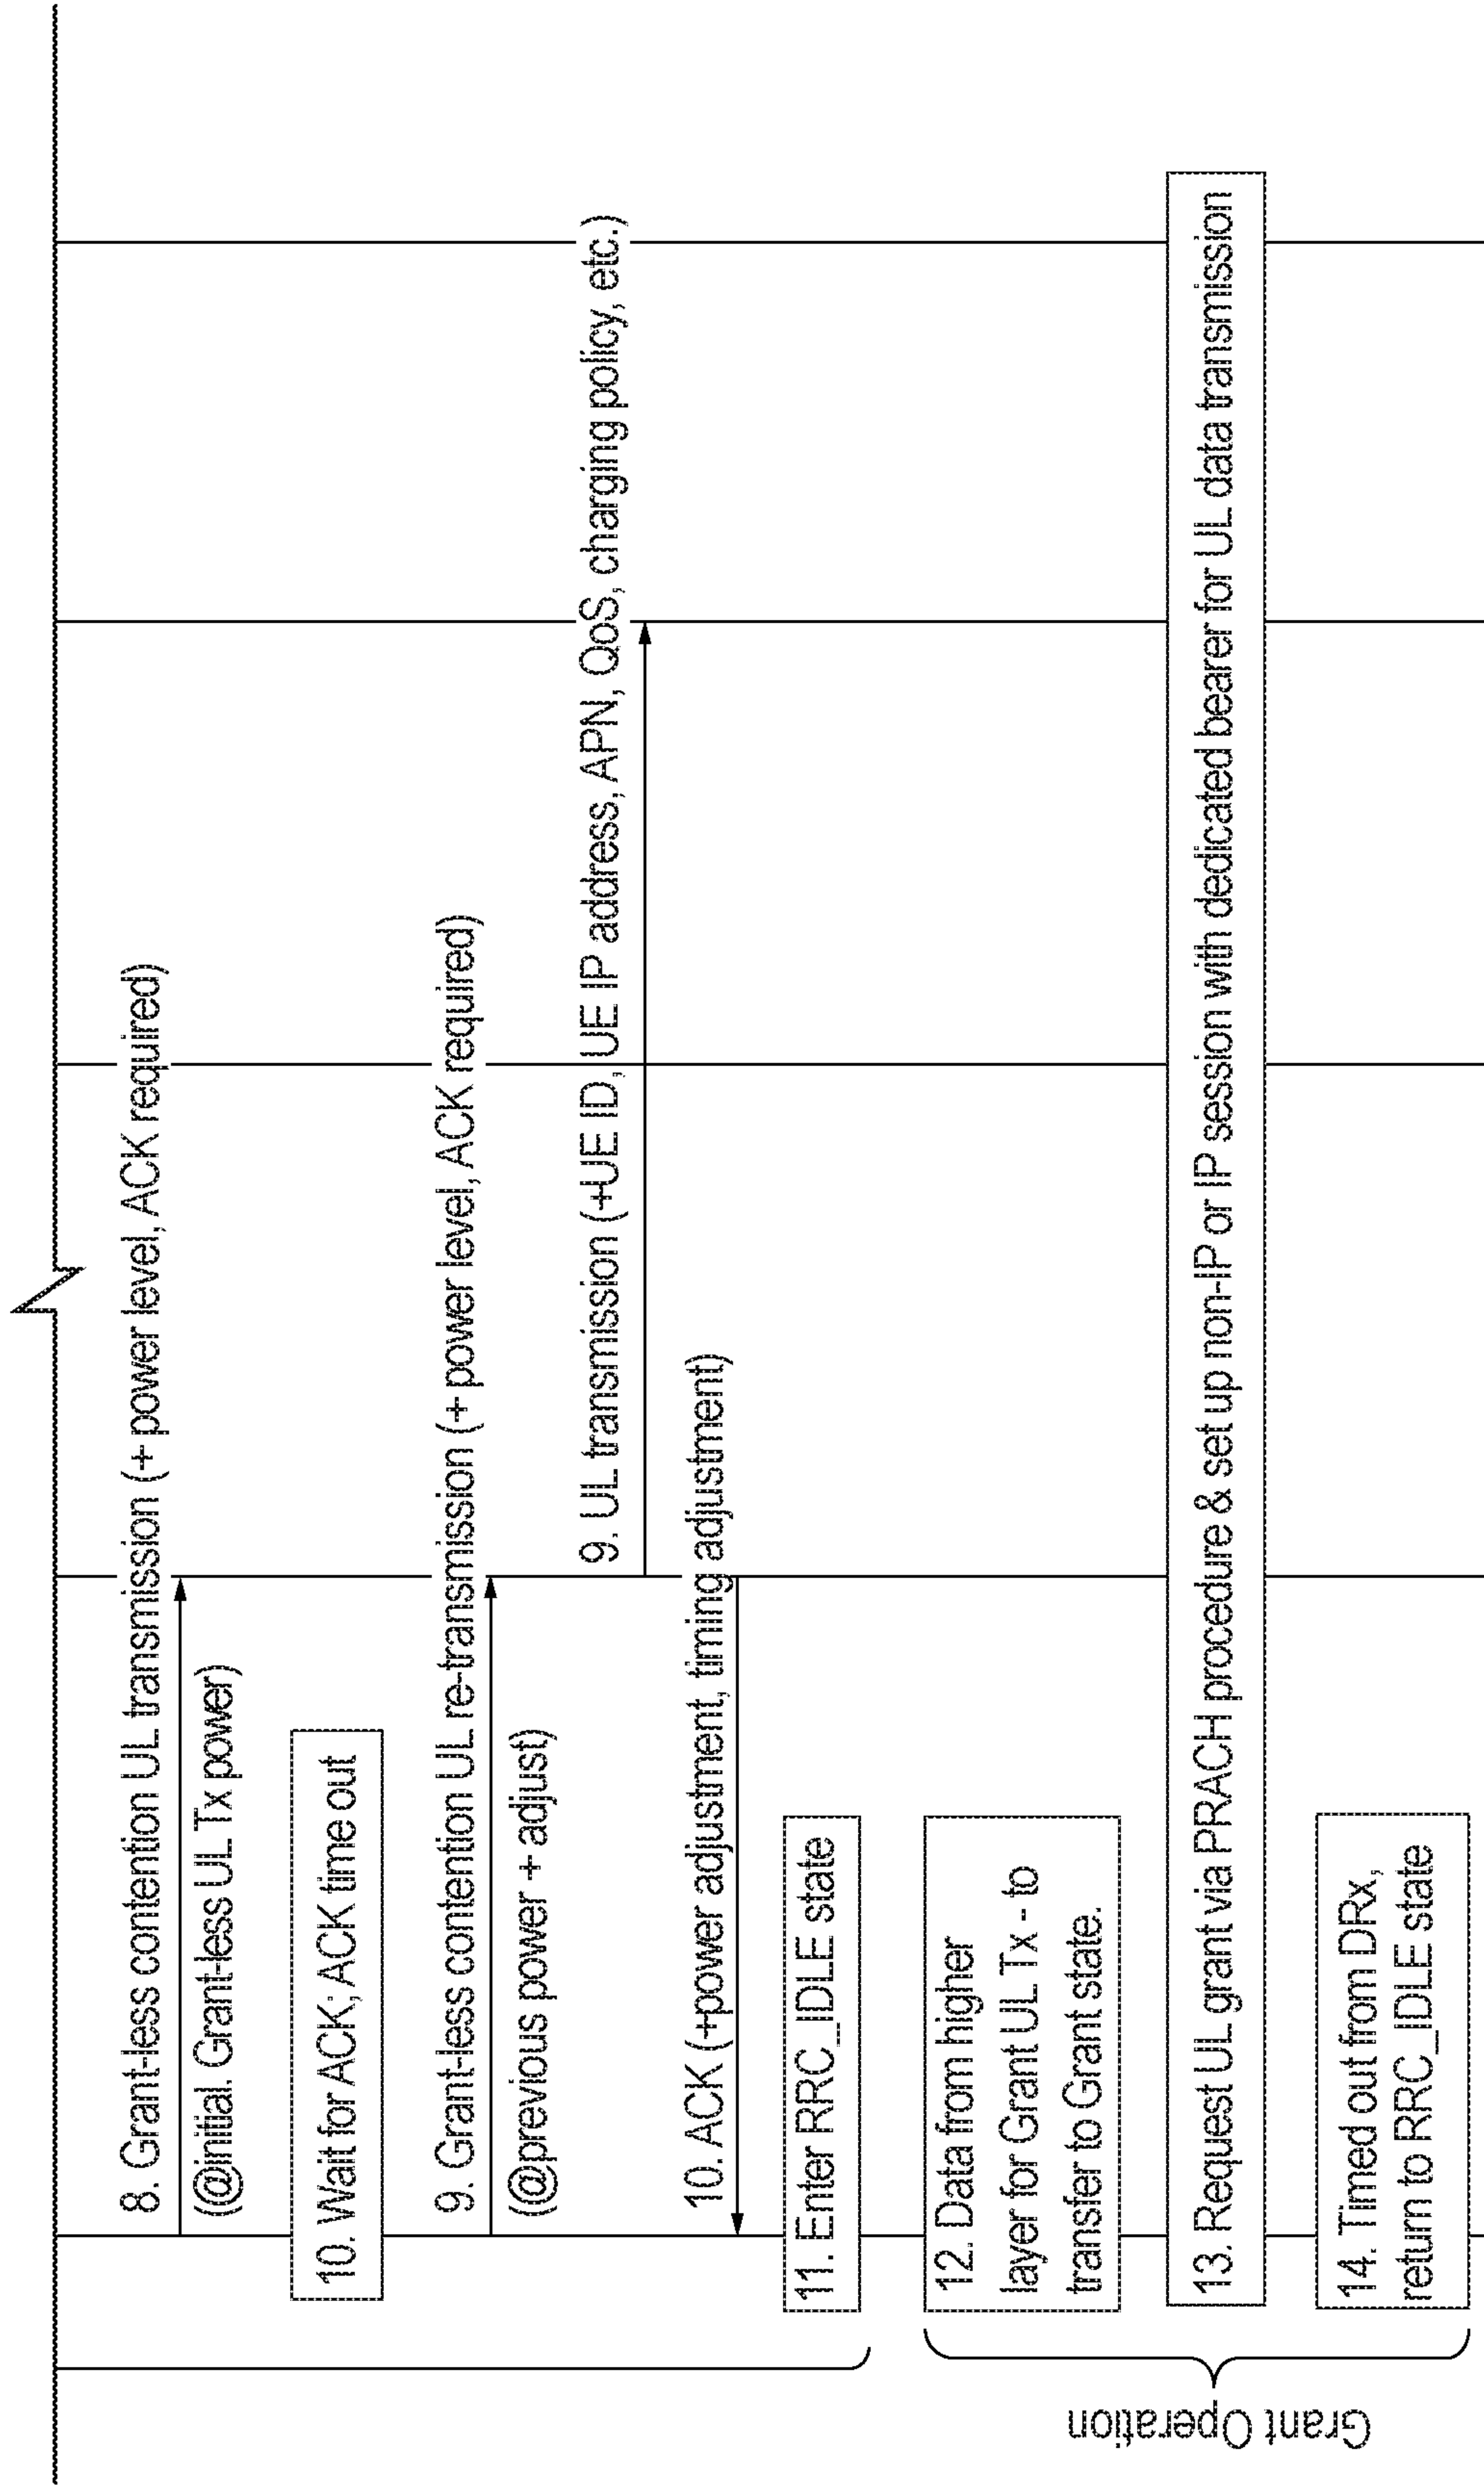 8. Grant-less contention UL transmission (+ power level, ACK required)
(@initial. Grant-less UL Tx power)
10. Wait for ACK; ACK time out
9. Grant-less contention UL re-transmission (+ power level, ACK required)
(@previous power + adjust)
9. UL transmission (+UE ID, UE IP address, APN, QoS, charging policy, etc.)
10. ACK (+power adjustment, timing adjustment)
11. Enter RRC_IDLE state
12. Data from higher
layer for Grant UL Tx - to
transfer to Grant state.
13. Request UL grant via PRACH procedure & set up non-IP or IP session with dedicated bearer for UL data transmission
14. Timed out from DRx,
return to RRC_IDLE state
Grant Operation